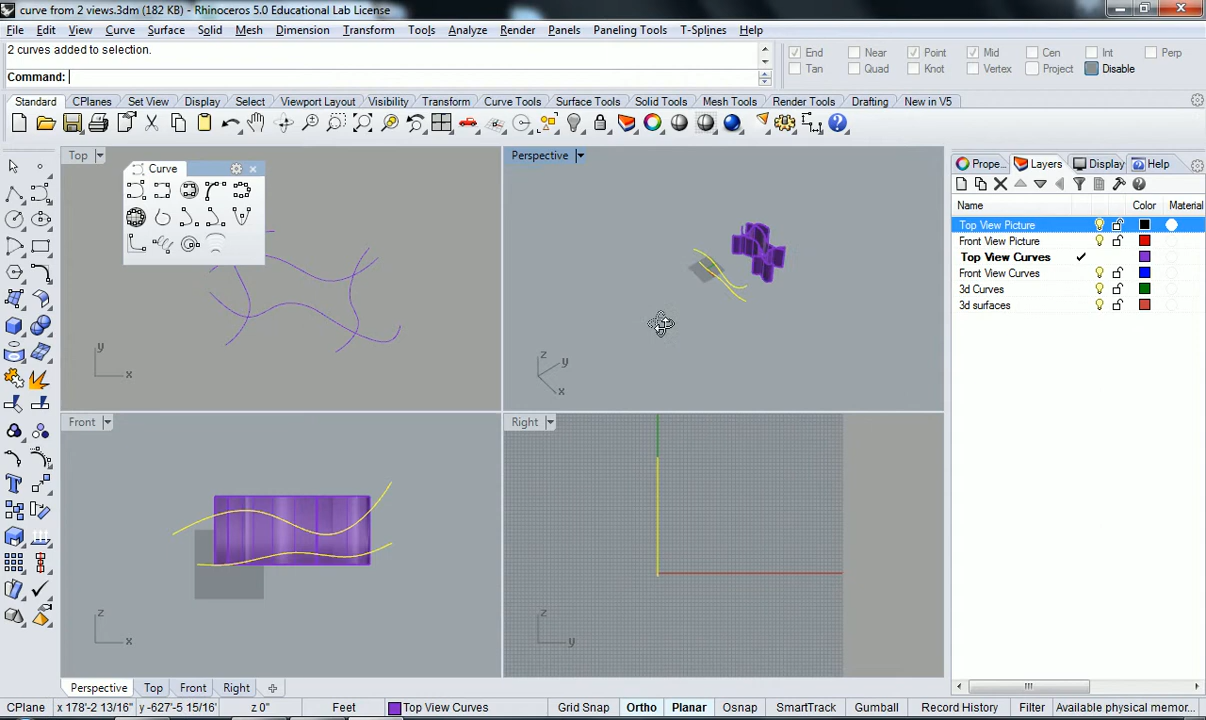 curve from 2 views.3dm (182 KB) - Rhinoceros 5.0 Educational Lab License
File Edit View Curve Surface Solid Mesh Dimension Transform Tools Analyze Render Panels Paneling Tools T-Splines Help
2 curves added to selection.
Command:
End Near Point Mid Cen Int Perp
Tan Quad Knot Vertex Project Disable
Standard CPlanes Set View Display Select Viewport Layout Visibility Transform Curve Tools Surface Tools Solid Tools Mesh Tools Render Tools Drafting New in V5
Top
Curve
y
x
Perspective
z
y
x
Front
z
x
Right
z
y
Prope... Layers Display Help
Name Color Material
Top View Picture
Front View Picture
Top View Curves
Front View Curves
3d Curves
3d surfaces
Perspective Top Front Right
CPlane x 178'-2 13/16" y -627'-5 15/16" z 0" Feet Top View Curves Grid Snap Ortho Planar Osnap SmartTrack Gumball Record History Filter Available physical memor...